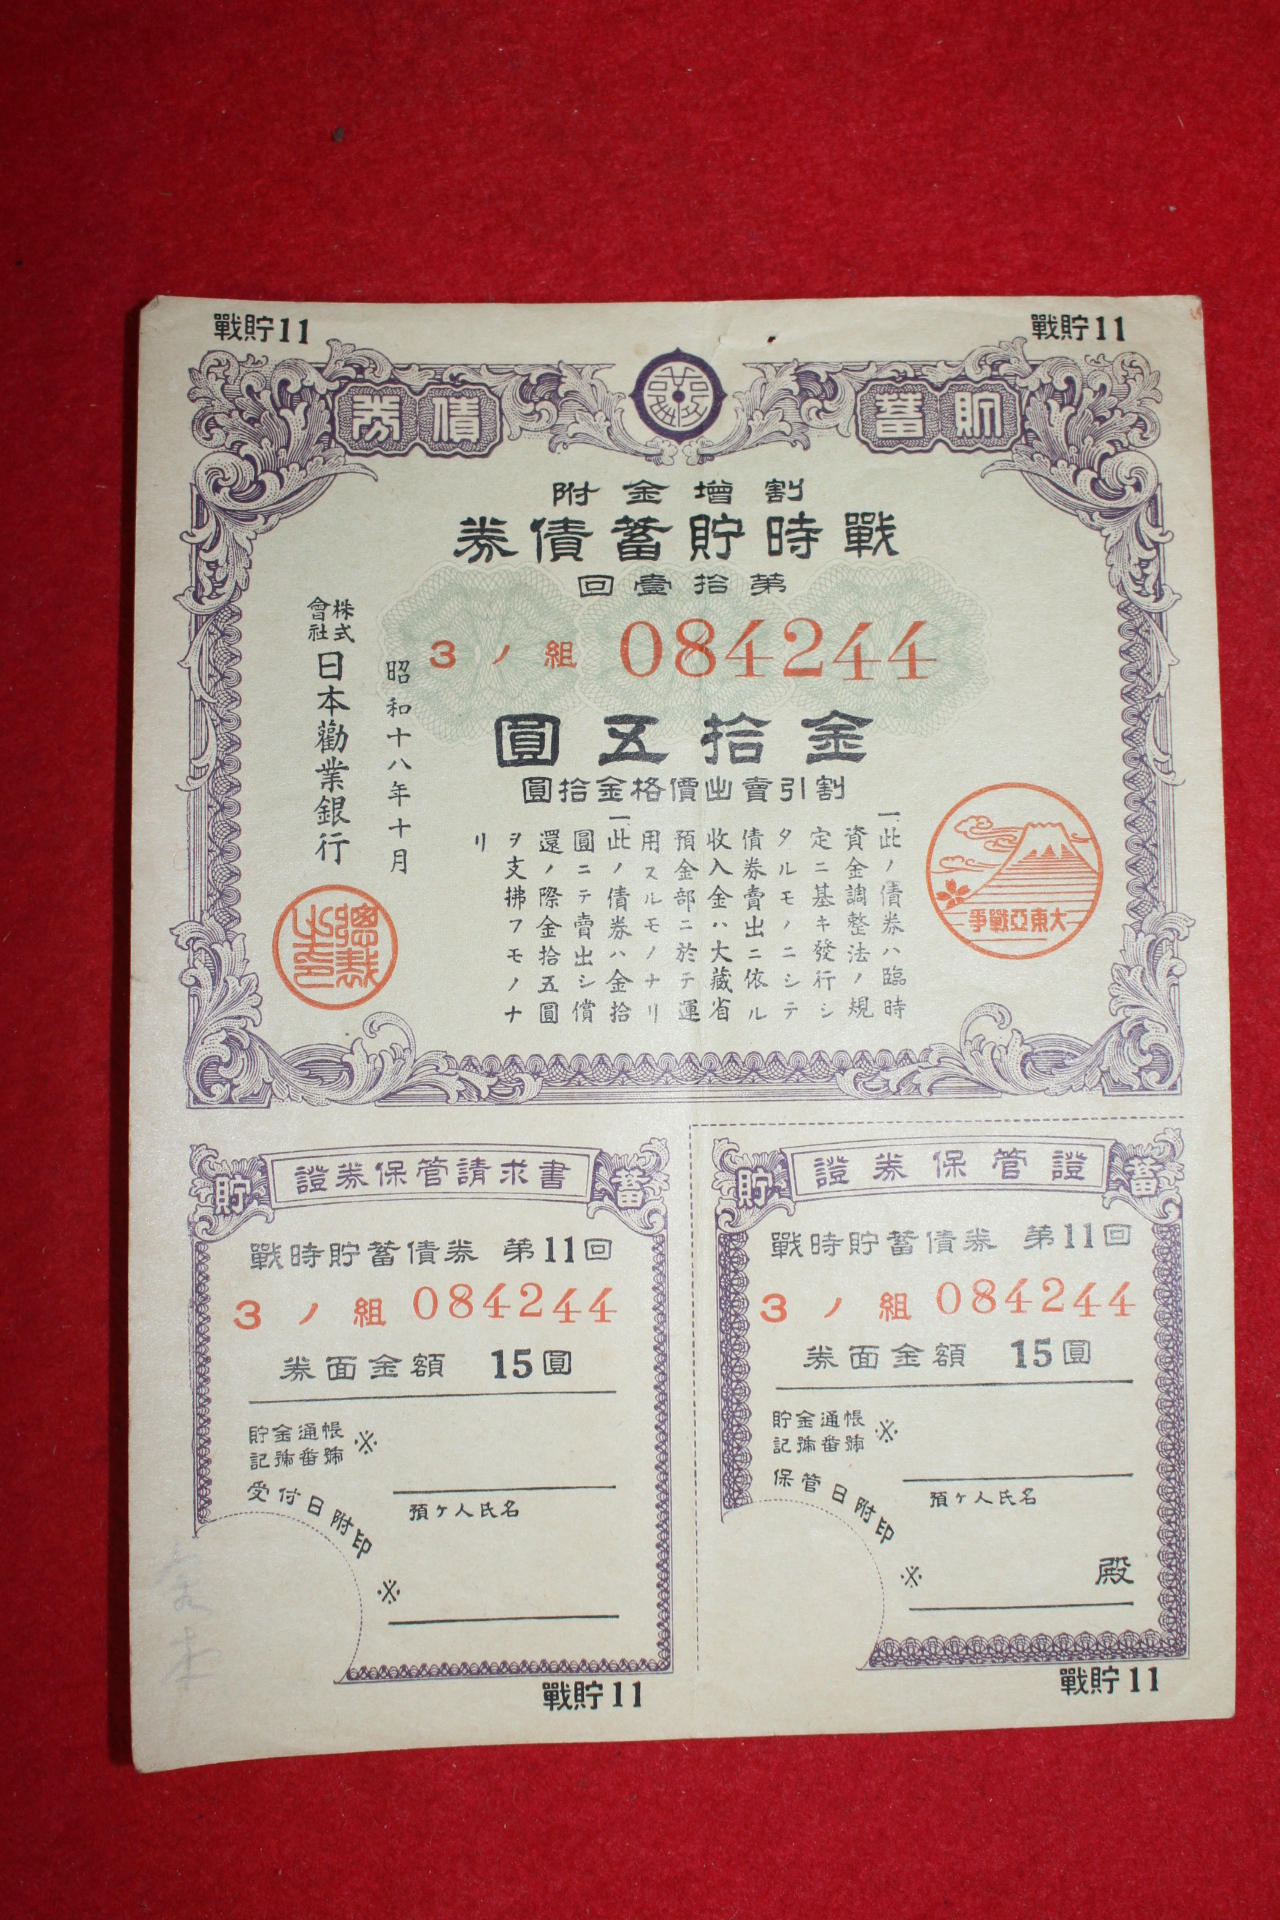 戰貯11
戰貯11
貯蓄債券
割增金附
戰時貯蓄債券
第拾壹回
3ノ組 084244
金拾五圓
割引賣出價格金拾圓
一、此ノ債券ハ臨時
資金調整法ノ規
定ニ基キ發行シ
タルモノニシテ
債券賣出ニ依ル
收入金ハ大藏省
預金部ニ於テ運
用スルモノナリ
一、此ノ債券ハ金拾
圓ニテ賣出シ償
還ノ際金拾五圓
ヲ支拂フモノナ
リ
大東亞戰爭
昭和十八年十月
株式會社日本勸業銀行
總裁之印
貯蓄
證券保管請求書
戰時貯蓄債券 第11回
3ノ組 084244
券面金額 15圓
貯金通帳
記號番號 ※
受付日附印
預ケ人氏名
※
戰貯11
貯蓄
證券保管證
戰時貯蓄債券 第11回
3ノ組 084244
券面金額 15圓
貯金通帳
記號番號 ※
保管日附印
預ケ人氏名
※
殿
戰貯11